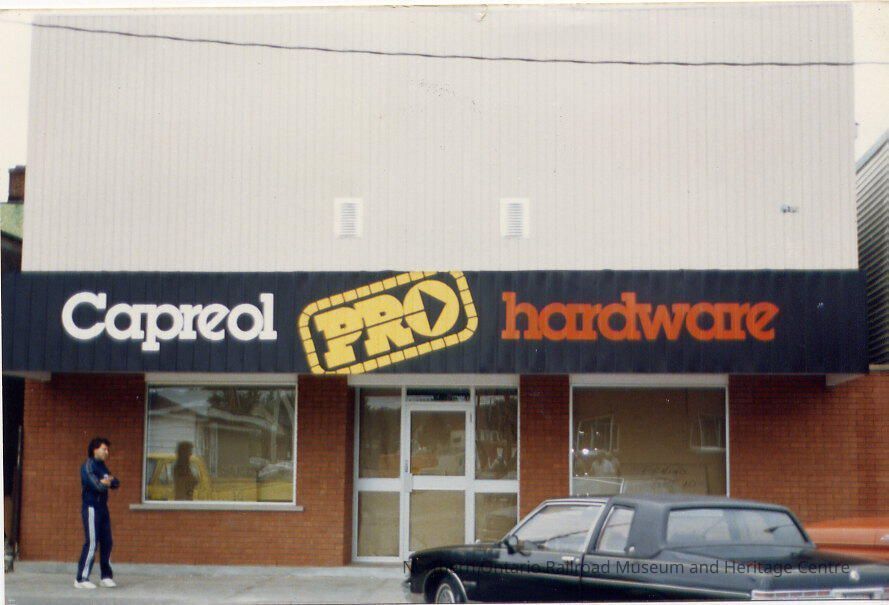 Capreol PRO hardware
Northern Ontario Railroad Museum and Heritage Centre